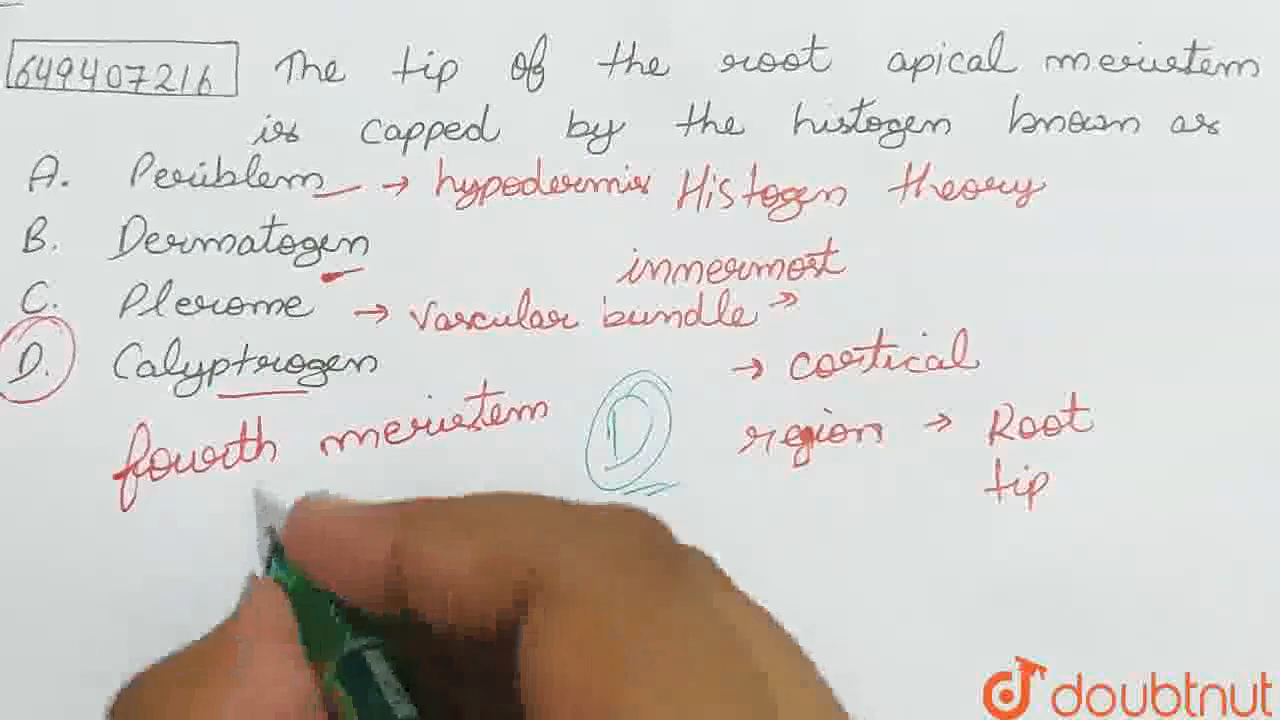 649407216 The tip of the root apical meristem
is capped by the histogen known as
A. Periblem → hypodermis Histogen theory
B. Dermatogen
innermost
C. Plerome → vascular bundle →
D. Calyptrogen → cortical
fourth meristem D region → Root
tip
doubtnut